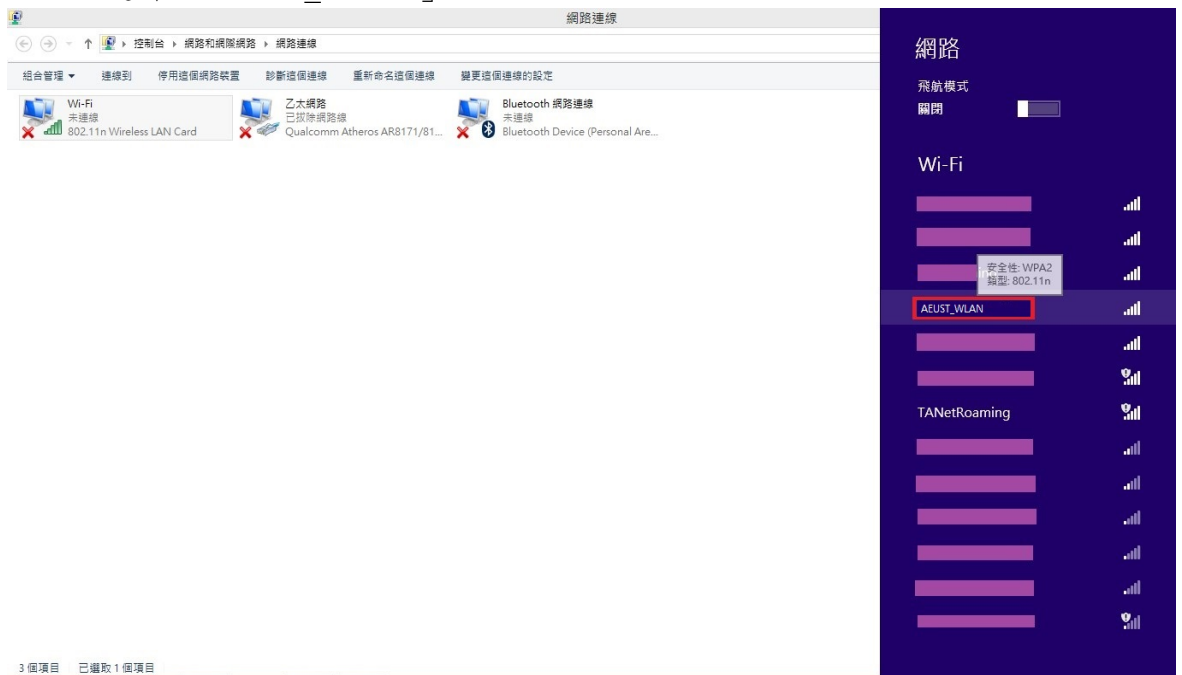 網路連線
控制台 網路和網際網路 網路連線
組合管理 連線到 停用這個網路裝置 診斷這個連線 重新命名這個連線 變更這個連線的設定
Wi-Fi
未連線
802.11n Wireless LAN Card
乙太網路
已拔除網路線
Qualcomm Atheros AR8171/81...
Bluetooth 網路連線
未連線
Bluetooth Device (Personal Are...
3 個項目 已選取 1 個項目
網路
飛航模式
關閉
Wi-Fi
安全性: WPA2
類型: 802.11n
AEUST_WLAN
TANetRoaming